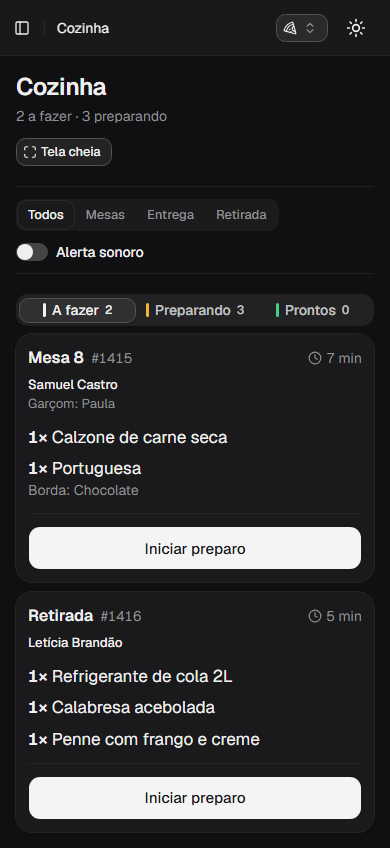 Cozinha
Cozinha
2 a fazer · 3 preparando
Tela cheia
Todos Mesas Entrega Retirada
Alerta sonoro
A fazer 2 Preparando 3 Prontos 0
Mesa 8 #1415 7 min
Samuel Castro
Garçom: Paula
1× Calzone de carne seca
1× Portuguesa
Borda: Chocolate
Iniciar preparo
Retirada #1416 5 min
Letícia Brandão
1× Refrigerante de cola 2L
1× Calabresa acebolada
1× Penne com frango e creme
Iniciar preparo